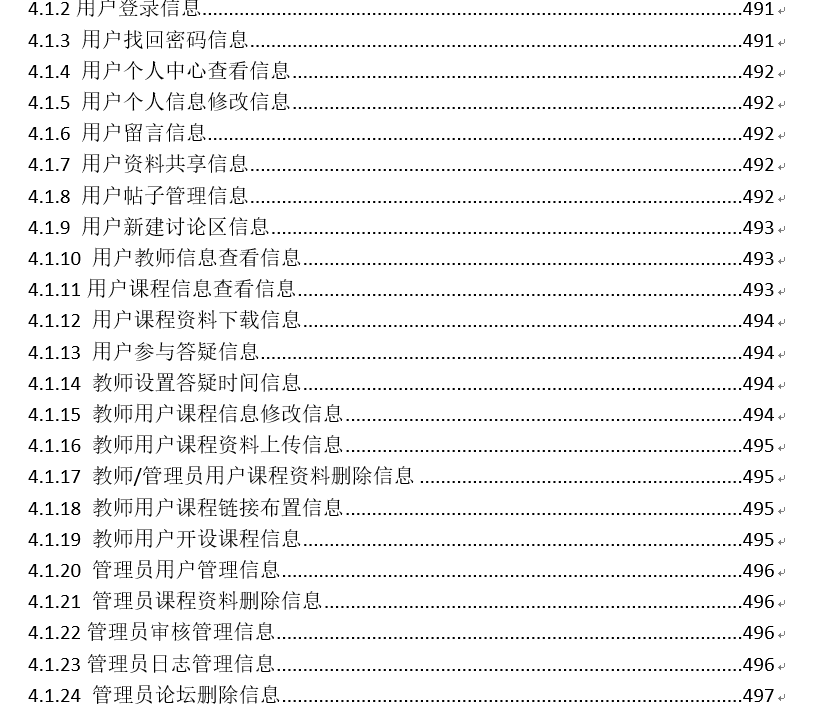 4.1.2 用户登录信息........................................491
4.1.3 用户找回密码信息........................................491
4.1.4 用户个人中心查看信息........................................492
4.1.5 用户个人信息修改信息........................................492
4.1.6 用户留言信息........................................492
4.1.7 用户资料共享信息........................................492
4.1.8 用户帖子管理信息........................................492
4.1.9 用户新建讨论区信息........................................493
4.1.10 用户教师信息查看信息........................................493
4.1.11 用户课程信息查看信息........................................493
4.1.12 用户课程资料下载信息........................................494
4.1.13 用户参与答疑信息........................................494
4.1.14 教师设置答疑时间信息........................................494
4.1.15 教师用户课程信息修改信息........................................494
4.1.16 教师用户课程资料上传信息........................................495
4.1.17 教师/管理员用户课程资料删除信息........................................495
4.1.18 教师用户课程链接布置信息........................................495
4.1.19 教师用户开设课程信息........................................495
4.1.20 管理员用户管理信息........................................496
4.1.21 管理员课程资料删除信息........................................496
4.1.22 管理员审核管理信息........................................496
4.1.23 管理员日志管理信息........................................496
4.1.24 管理员论坛删除信息........................................497